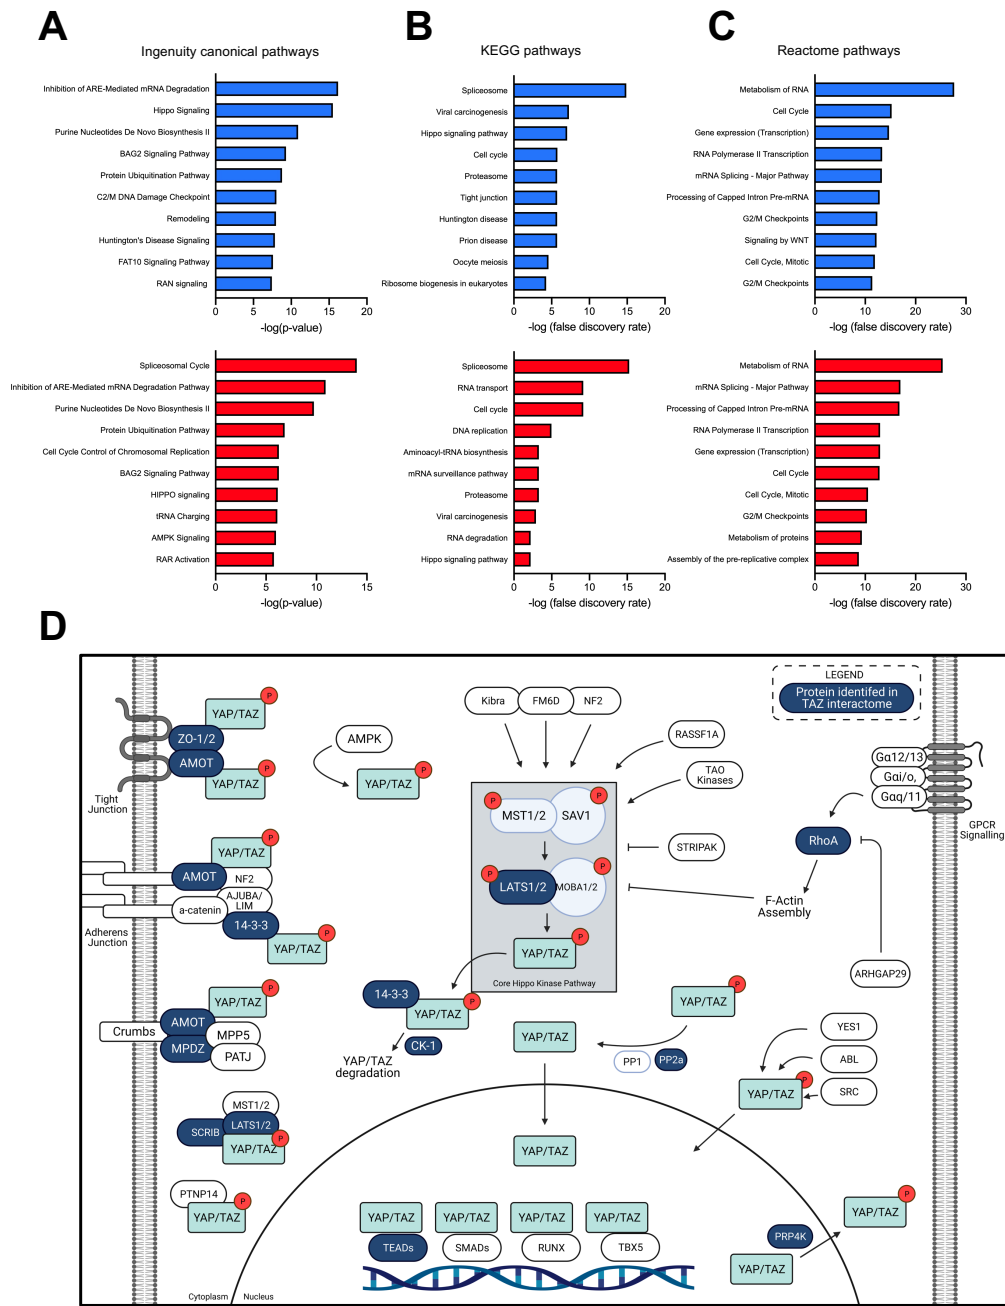 A
Ingenuity canonical pathways
Inhibition of ARE-Mediated mRNA Degradation
Hippo Signaling
Purine Nucleotides De Novo Biosynthesis II
BAG2 Signaling Pathway
Protein Ubiquitination Pathway
C2/M DNA Damage Checkpoint
Remodeling
Huntington's Disease Signaling
FAT10 Signaling Pathway
RAN signaling
0 5 10 15 20
-log(p-value)
B
KEGG pathways
Spliceosome
Viral carcinogenesis
Hippo signaling pathway
Cell cycle
Proteasome
Tight junction
Huntington disease
Prion disease
Oocyte meiosis
Ribosome biogenesis in eukaryotes
0 5 10 15 20
-log (false discovery rate)
C
Reactome pathways
Metabolism of RNA
Cell Cycle
Gene expression (Transcription)
RNA Polymerase II Transcription
mRNA Splicing - Major Pathway
Processing of Capped Intron Pre-mRNA
G2/M Checkpoints
Signaling by WNT
Cell Cycle, Mitotic
G2/M Checkpoints
0 10 20 30
-log (false discovery rate)
Spliceosomal Cycle
Inhibition of ARE-Mediated mRNA Degradation Pathway
Purine Nucleotides De Novo Biosynthesis II
Protein Ubiquitination Pathway
Cell Cycle Control of Chromosomal Replication
BAG2 Signaling Pathway
HIPPO signaling
tRNA Charging
AMPK Signaling
RAR Activation
0 5 10 15
-log(p-value)
Spliceosome
RNA transport
Cell cycle
DNA replication
Aminoacyl-tRNA biosynthesis
mRNA surveillance pathway
Proteasome
Viral carcinogenesis
RNA degradation
Hippo signaling pathway
0 5 10 15 20
-log (false discovery rate)
Metabolism of RNA
mRNA Splicing - Major Pathway
Processing of Capped Intron Pre-mRNA
RNA Polymerase II Transcription
Gene expression (Transcription)
Cell Cycle
Cell Cycle, Mitotic
G2/M Checkpoints
Metabolism of proteins
Assembly of the pre-replicative complex
0 10 20 30
-log (false discovery rate)
D
LEGEND
Protein identifed in
TAZ interactome
P
YAP/TAZ
ZO-1/2
AMOT
P
YAP/TAZ
Tight
Junction
AMPK
P
YAP/TAZ
Kibra
FM6D
NF2
RASSF1A
TAO
Kinases
STRIPAK
P
MST1/2
P
SAV1
P
LATS1/2
P
MOBA1/2
P
YAP/TAZ
Core Hippo Kinase Pathway
Gα12/13
Gαi/o,
Gαq/11
GPCR
Signalling
RhoA
F-Actin
Assembly
ARHGAP29
P
YAP/TAZ
AMOT
NF2
AJUBA/
LIM
a-catenin
14-3-3
P
YAP/TAZ
Adherens
Junction
P
YAP/TAZ
Crumbs
AMOT
MPP5
MPDZ
PATJ
14-3-3
P
YAP/TAZ
CK-1
YAP/TAZ
degradation
YAP/TAZ
P
YAP/TAZ
PP1
PP2a
YES1
ABL
SRC
P
YAP/TAZ
MST1/2
LATS1/2
SCRIB
P
YAP/TAZ
PTNP14
P
YAP/TAZ
YAP/TAZ
YAP/TAZ
YAP/TAZ
YAP/TAZ
YAP/TAZ
TEADs
SMADs
RUNX
TBX5
PRP4K
YAP/TAZ
P
YAP/TAZ
Cytoplasm
Nucleus